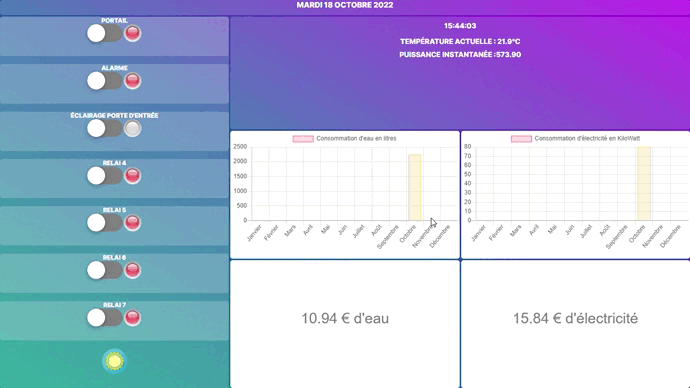 MARDI 18 OCTOBRE 2022
PORTAIL
ALARME
ÉCLAIRAGE PORTE D'ENTRÉE
RELAI 4
RELAI 5
RELAI 6
RELAI 7
15:44:03
TEMPÉRATURE ACTUELLE : 21.9°C
PUISSANCE INSTANTANÉE :573.90
Consommation d'eau en litres
2500
2000
1500
1000
500
0
Janvier
Février
Mars
Avril
Mai
Juin
Juillet
Août
Septembre
Octobre
Novembre
Décembre
Consommation d'électricité en KiloWatt
80
70
60
50
40
30
20
10
0
Janvier
Février
Mars
Avril
Mai
Juin
Juillet
Août
Septembre
Octobre
Novembre
Décembre
10.94 € d'eau
15.84 € d'électricité